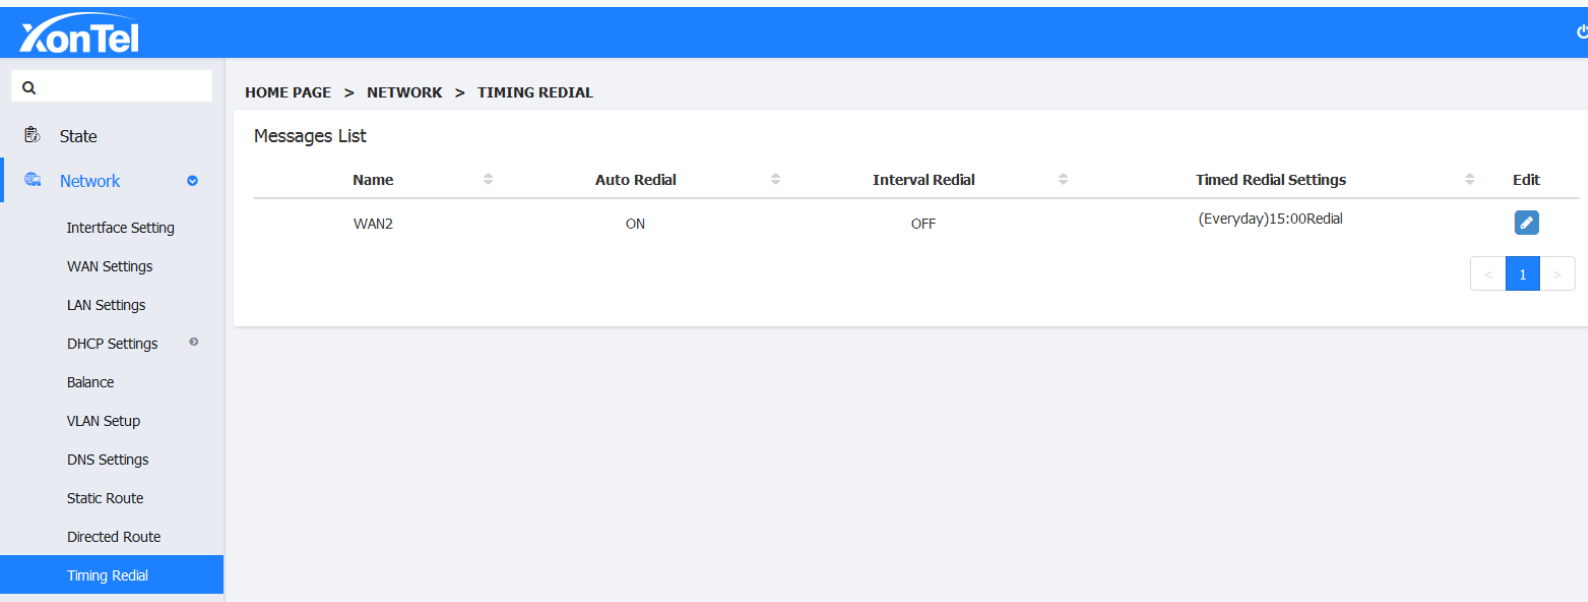 XonTel
HOME PAGE > NETWORK > TIMING REDIAL
State
Network
Intertface Setting
WAN Settings
LAN Settings
DHCP Settings
Balance
VLAN Setup
DNS Settings
Static Route
Directed Route
Timing Redial
Messages List
Name Auto Redial Interval Redial Timed Redial Settings Edit
WAN2 ON OFF (Everyday)15:00Redial
< 1 >